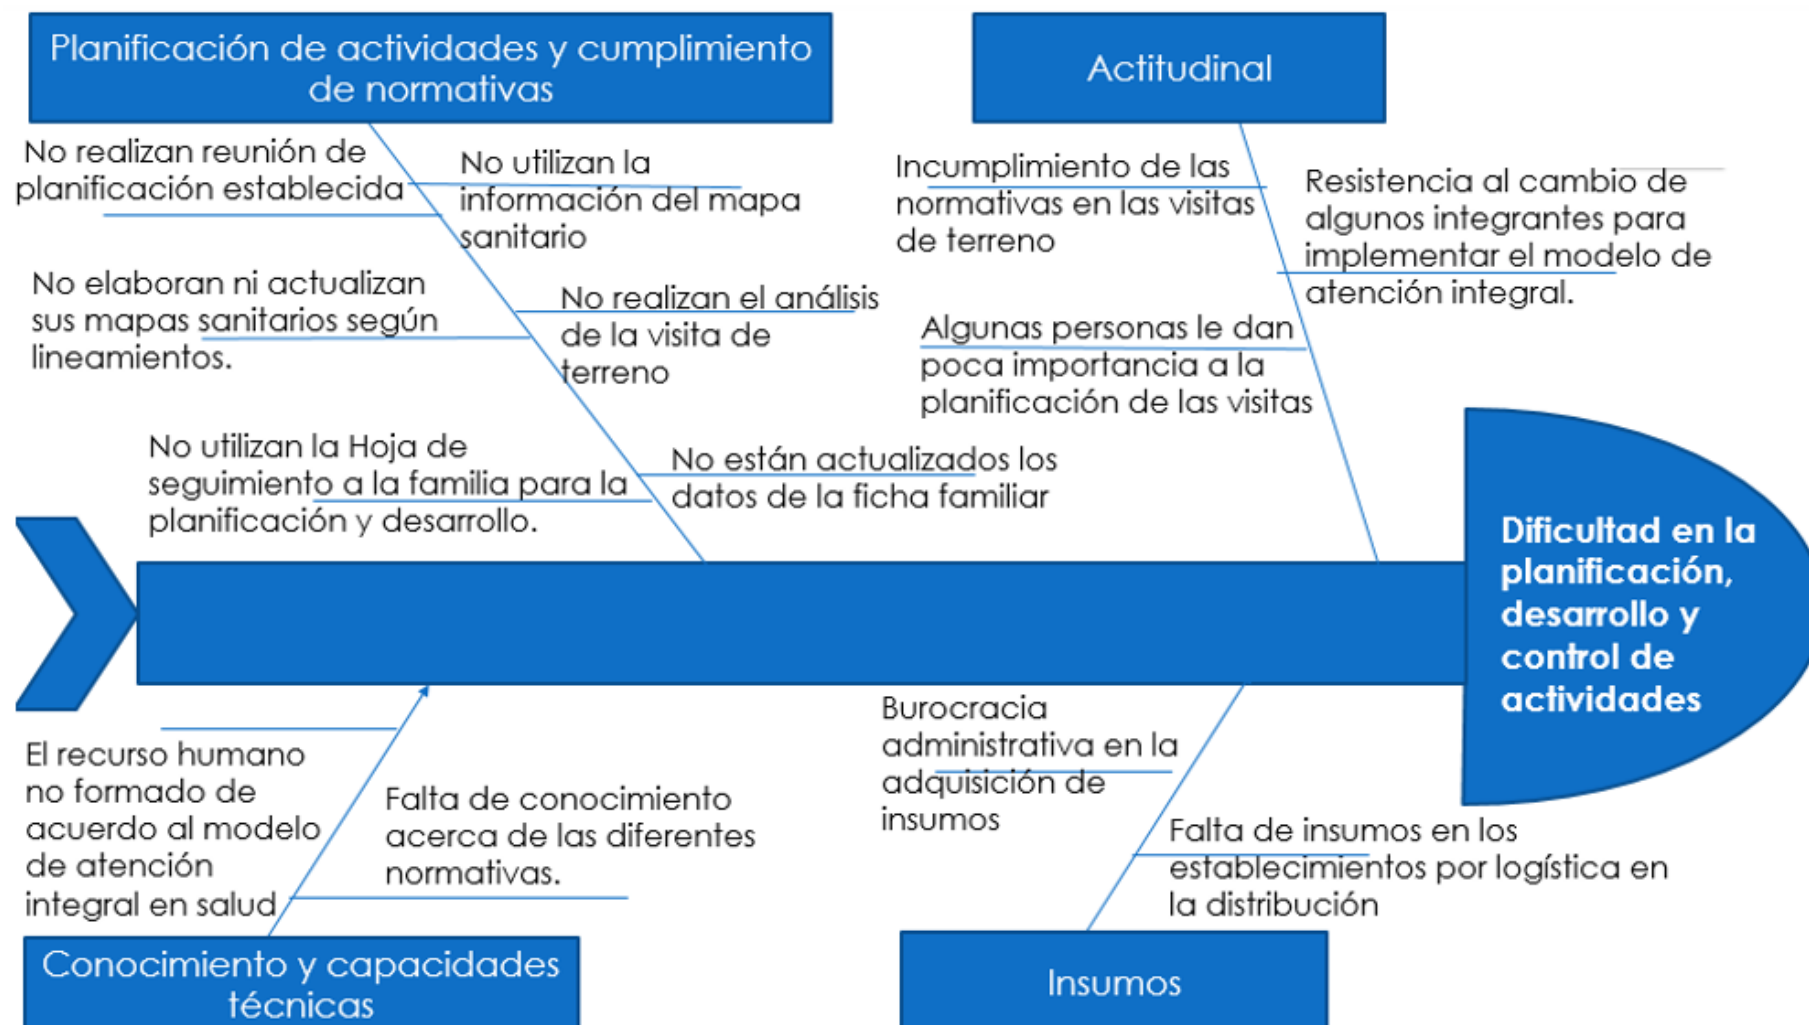 Planificación de actividades y cumplimiento
de normativas
Actitudinal
No realizan reunión de
planificación establecida
No utilizan la
información del mapa
sanitario
No elaboran ni actualizan
sus mapas sanitarios según
lineamientos.
No realizan el análisis
de la visita de
terreno
No utilizan la Hoja de
seguimiento a la familia para la
planificación y desarrollo.
No están actualizados los
datos de la ficha familiar
Incumplimiento de las
normativas en las visitas
de terreno
Resistencia al cambio de
algunos integrantes para
implementar el modelo de
atención integral.
Algunas personas le dan
poca importancia a la
planificación de las visitas
Dificultad en la
planificación,
desarrollo y
control de
actividades
El recurso humano
no formado de
acuerdo al modelo
de atención
integral en salud
Falta de conocimiento
acerca de las diferentes
normativas.
Burocracia
administrativa en la
adquisición de
insumos
Falta de insumos en los
establecimientos por logística en
la distribución
Conocimiento y capacidades
técnicas
Insumos